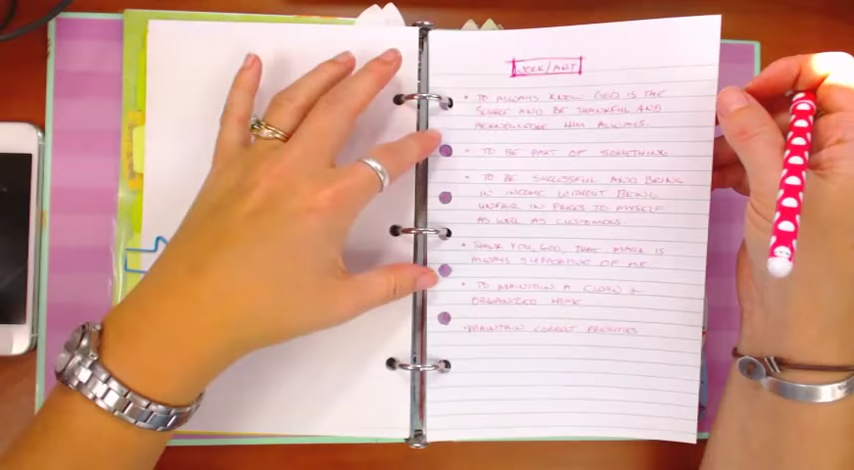 WORK/ART
• TO ALWAYS KNOW GOD IS THE
SOURCE AND BE THANKFUL AND
ACKNOWLEDGE HIM ALWAYS.
• TO BE PART OF SOMETHING.
• TO BE SUCCESSFUL AND BRING
IN INCOME WITHOUT BEING
UNFAIR IN PRICES TO MYSELF
AS WELL AS CUSTOMERS.
• THANK YOU, GOD, THAT MARK IS
ALWAYS SUPPORTIVE OF ME
• TO MAINTAIN A CLEAN &
ORGANIZED HOME
-MAINTAIN CORRECT PRIORITIES